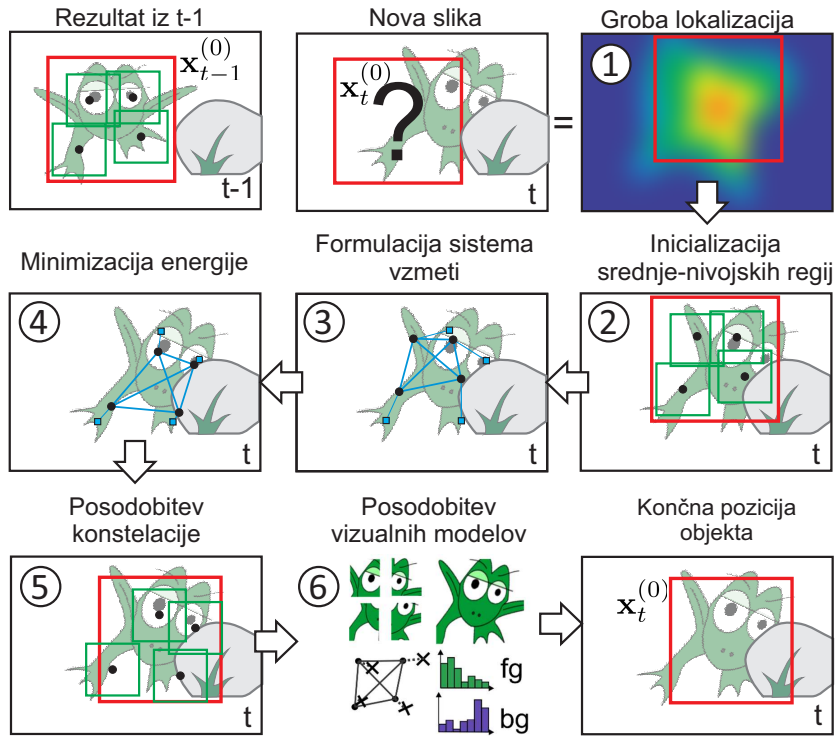 Rezultat iz t-1
x_{t-1}^{(0)}
t-1
Nova slika
x_t^{(0)}
?
t
=
Groba lokalizacija
1
Inicializacija
srednje-nivojskih regij
2
t
Formulacija sistema
vzmeti
3
t
Minimizacija energije
4
t
Posodobitev
konstelacije
5
t
Posodobitev
vizualnih modelov
6
fg
bg
Končna pozicija
objekta
x_t^{(0)}
t